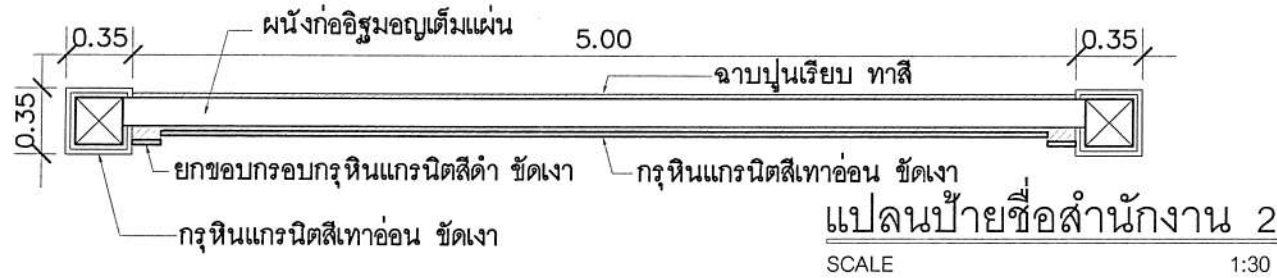 ผนังก่ออิฐมอญเต็มแผ่น
0.35 5.00 0.35
ฉาบปูนเรียบ ทาสี
0.35
ยกขอบกรอบกรุหินแกรนิตสีดำ ขัดเงา
กรุหินแกรนิตสีเทาอ่อน ขัดเงา
กรุหินแกรนิตสีเทาอ่อน ขัดเงา
แปลนป้ายชื่อสำนักงาน 2
SCALE 1:30